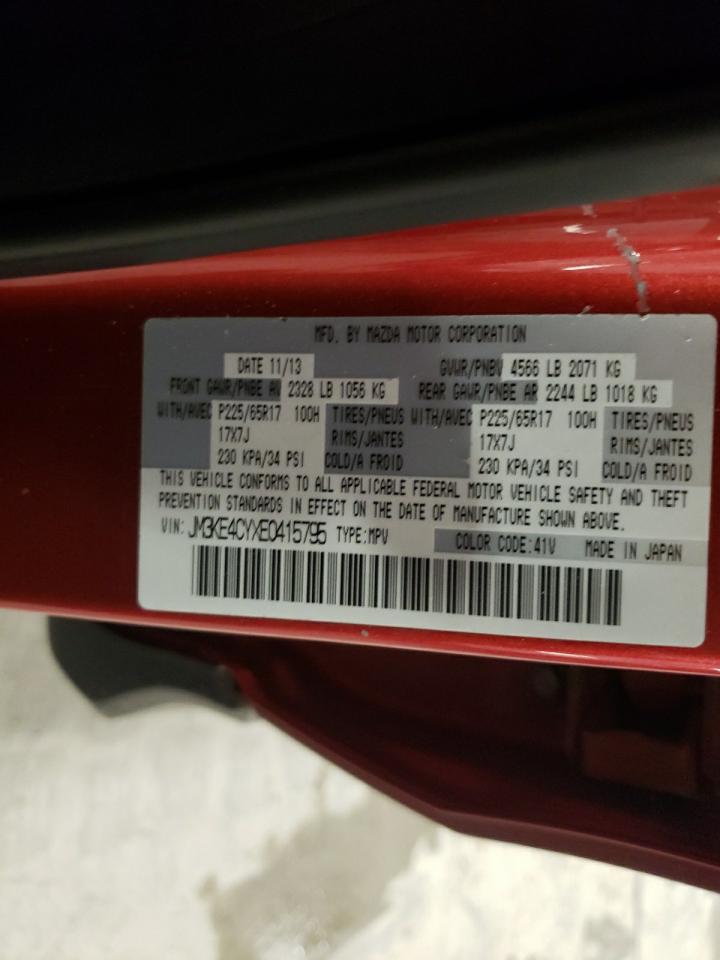 MFD. BY MAZDA MOTOR CORPORATION
DATE 11/13 GVWR/PNBV 4566 LB 2071 KG
FRONT GAWR/PNBE AV 2328 LB 1056 KG REAR GAWR/PNBE AR 2244 LB 1018 KG
WITH/AVEC P225/65R17 100H TIRES/PNEUS WITH/AVEC P225/65R17 100H TIRES/PNEUS
17X7J RIMS/JANTES 17X7J RIMS/JANTES
230 KPA/34 PSI COLD/A FROID 230 KPA/34 PSI COLD/A FROID
THIS VEHICLE CONFORMS TO ALL APPLICABLE FEDERAL MOTOR VEHICLE SAFETY AND THEFT
PREVENTION STANDARDS IN EFFECT ON THE DATE OF MANUFACTURE SHOWN ABOVE.
VIN: JM3KE4CYXE0415795 TYPE:MPV COLOR CODE:41V MADE IN JAPAN